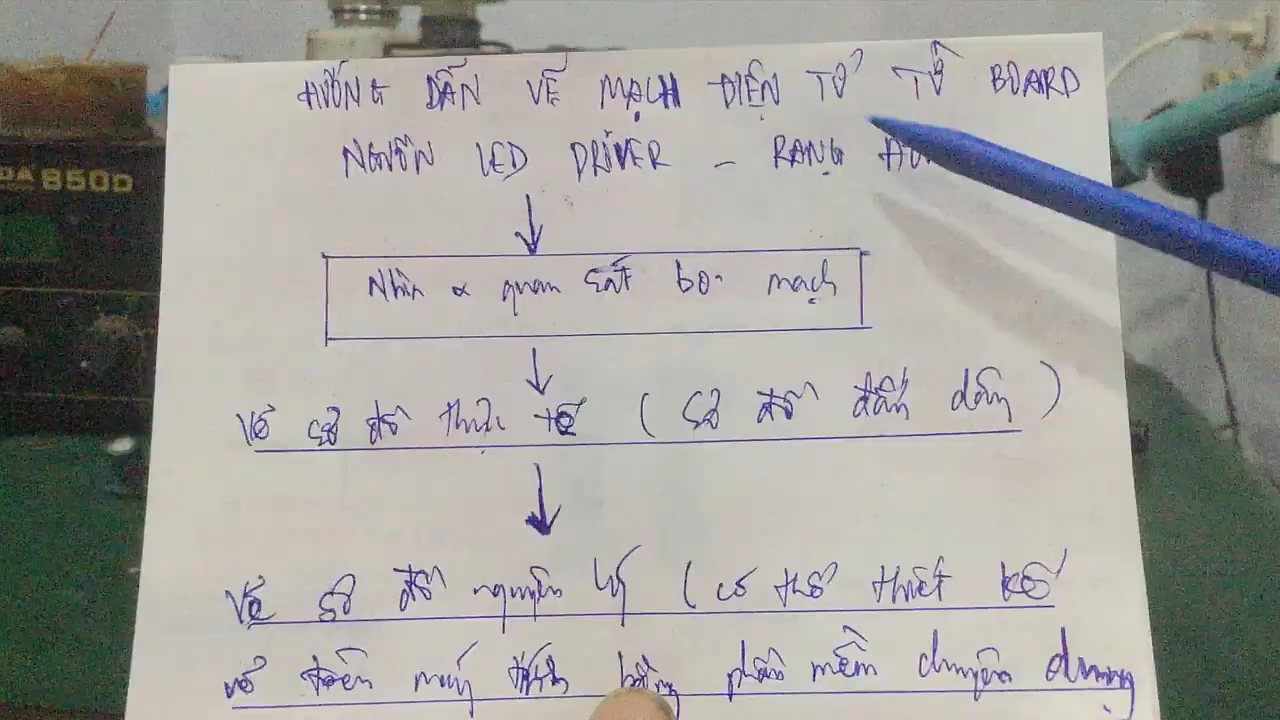 HƯỚNG DẪN VẼ MẠCH ĐIỆN TỬ TỪ BOARD
NGUỒN LED DRIVER - RẠNG
850D
Nhìn & quan sát bo mạch
Vẽ sơ đồ thực tế ( sơ đồ đấu dây )
Vẽ sơ đồ nguyên lý ( có thể thiết kế
vẽ trên máy tính bằng phần mềm chuyên dụng